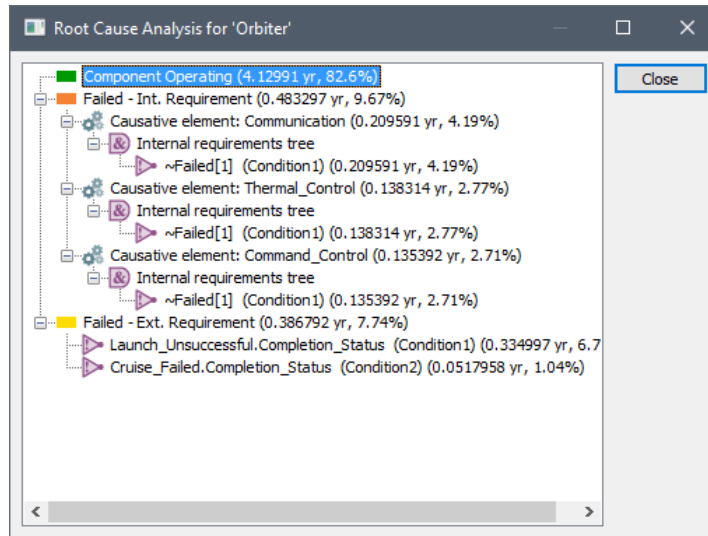 Root Cause Analysis for 'Orbiter'
Component Operating (4.12991 yr, 82.6%)
Close
Failed - Int. Requirement (0.483297 yr, 9.67%)
Causative element: Communication (0.209591 yr, 4.19%)
& Internal requirements tree
~Failed[1] (Condition1) (0.209591 yr, 4.19%)
Causative element: Thermal_Control (0.138314 yr, 2.77%)
& Internal requirements tree
~Failed[1] (Condition1) (0.138314 yr, 2.77%)
Causative element: Command_Control (0.135392 yr, 2.71%)
& Internal requirements tree
~Failed[1] (Condition1) (0.135392 yr, 2.71%)
Failed - Ext. Requirement (0.386792 yr, 7.74%)
Launch_Unsuccessful.Completion_Status (Condition1) (0.334997 yr, 6.7
Cruise_Failed.Completion_Status (Condition2) (0.0517958 yr, 1.04%)